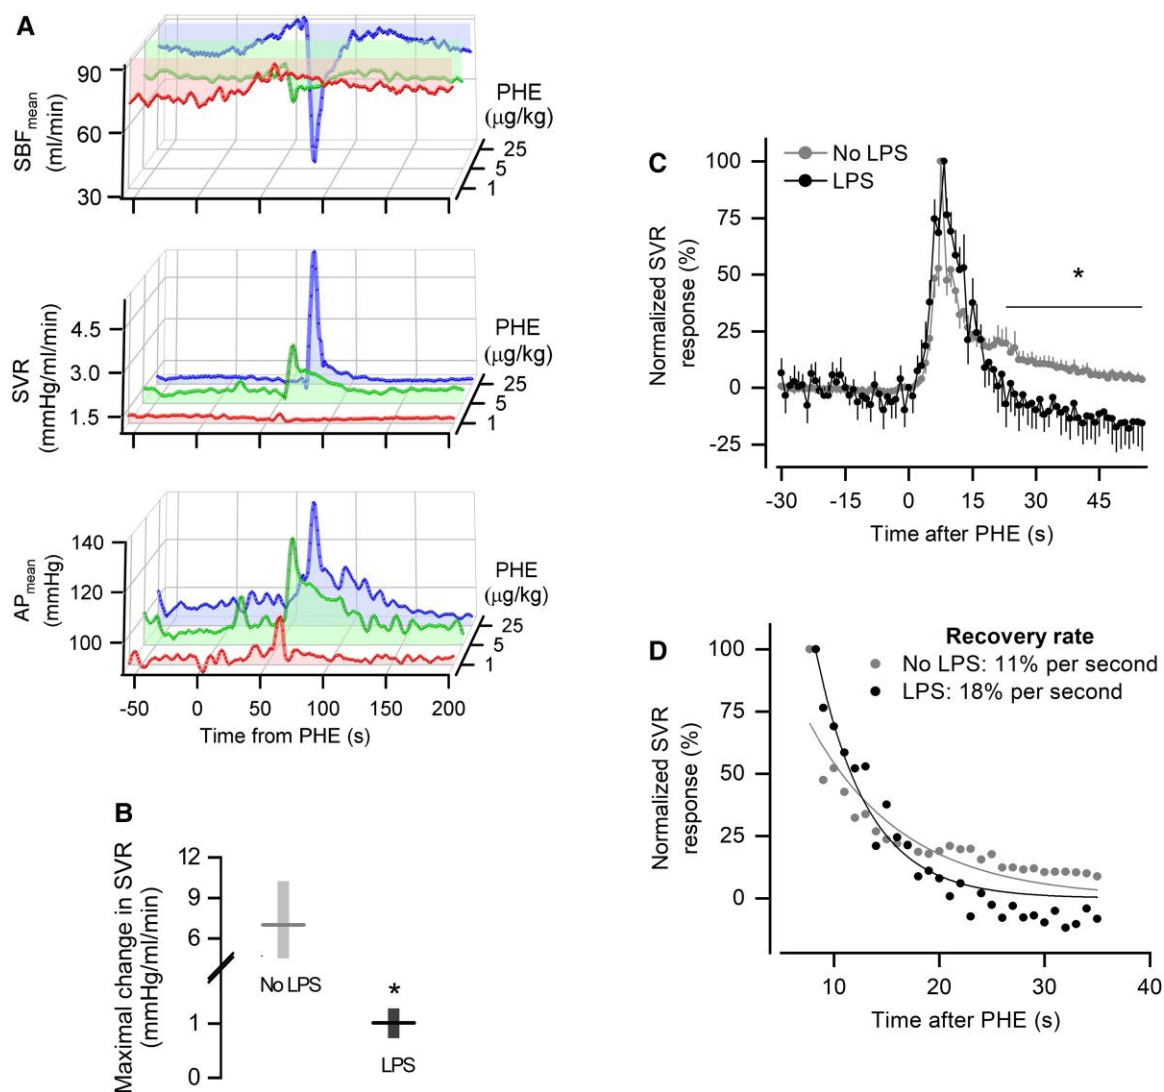 A
SBFmean
(ml/min)
90
60
30
PHE
(μg/kg)
25
5
1
SVR
(mmHg/ml/min)
4.5
3.0
1.5
PHE
(μg/kg)
25
5
1
APmean
(mmHg)
140
120
100
PHE
(μg/kg)
25
5
1
-50 0 50 100 150 200
Time from PHE (s)
B
Maximal change in SVR
(mmHg/ml/min)
12
9
6
1
0
No LPS
*
LPS
C
No LPS
LPS
Normalized SVR
response (%)
100
75
50
25
0
-25
*
-30 -15 0 15 30 45
Time after PHE (s)
D
Recovery rate
No LPS: 11% per second
LPS: 18% per second
Normalized SVR
response (%)
100
75
50
25
0
10 20 30 40
Time after PHE (s)